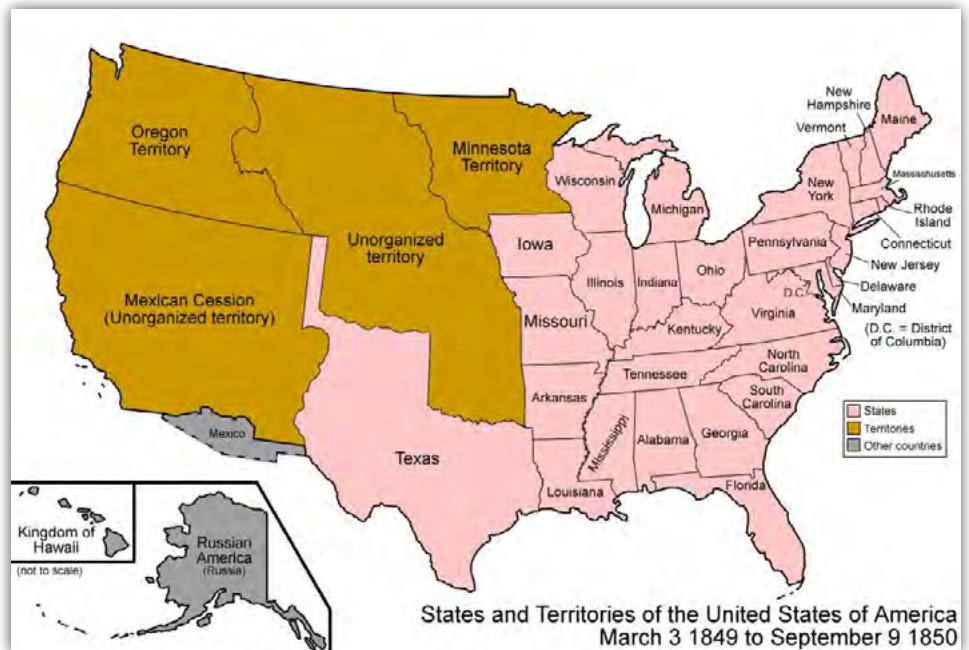 New
Hampshire
Vermont
Maine
Massachusetts
Oregon
Territory
Minnesota
Territory
Wisconsin
Michigan
New
York
Rhode
Island
Connecticut
New Jersey
Delaware
Maryland
(D.C. = District
of Columbia)
Pennsylvania
Unorganized
territory
Iowa
Illinois
Indiana
Ohio
D.C.
Mexican Cession
(Unorganized territory)
Missouri
Kentucky
Virginia
North
Carolina
Tennessee
South
Carolina
Arkansas
Mississippi
Alabama
Georgia
States
Territories
Other countries
Mexico
Texas
Louisiana
Florida
Kingdom of
Hawaii
(not to scale)
Russian
America
(Russia)
States and Territories of the United States of America
March 3 1849 to September 9 1850